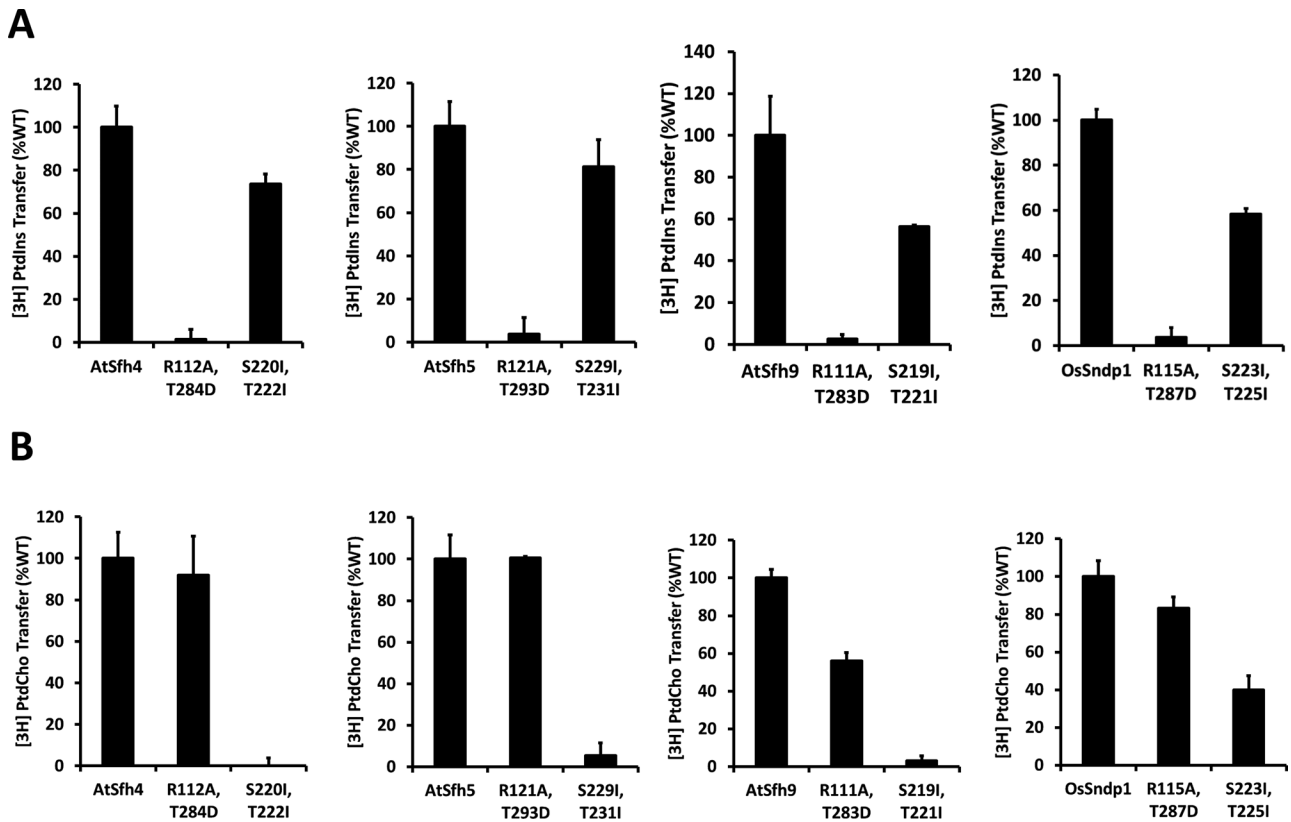 A
[3H] PtdIns Transfer (%WT)
120
100
80
60
40
20
0
AtSfh4
R112A,
T284D
S220I,
T222I
[3H] PtdIns Transfer (%WT)
120
100
80
60
40
20
0
AtSfh5
R121A,
T293D
S229I,
T231I
[3H] PtdIns Transfer (%WT)
140
120
100
80
60
40
20
0
AtSfh9
R111A,
T283D
S219I,
T221I
[3H] PtdIns Transfer (%WT)
120
100
80
60
40
20
0
OsSndp1
R115A,
T287D
S223I,
T225I
B
[3H] PtdCho Transfer (%WT)
120
100
80
60
40
20
0
AtSfh4
R112A,
T284D
S220I,
T222I
[3H] PtdCho Transfer (%WT)
120
100
80
60
40
20
0
AtSfh5
R121A,
T293D
S229I,
T231I
[3H] PtdCho Transfer (%WT)
120
100
80
60
40
20
0
AtSfh9
R111A,
T283D
S219I,
T221I
[3H] PtdCho Transfer (%WT)
120
100
80
60
40
20
0
OsSndp1
R115A,
T287D
S223I,
T225I